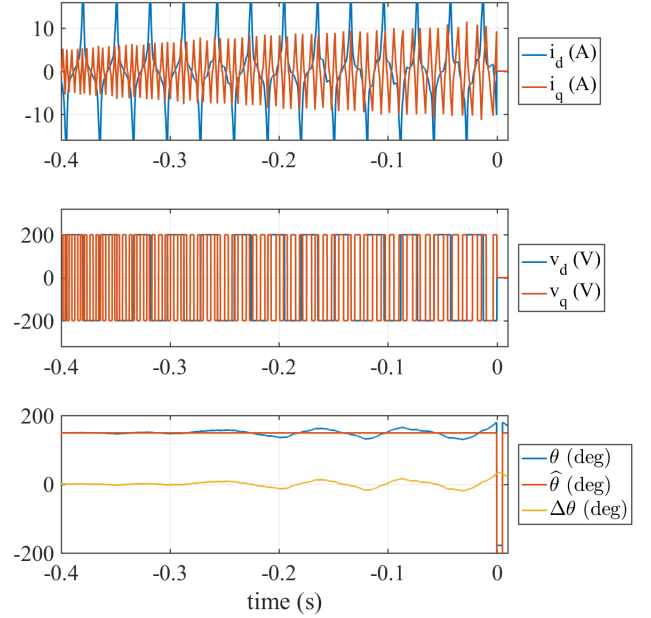 10
0
-10
-0.4 -0.3 -0.2 -0.1 0
i_d (A)
i_q (A)
200
0
-200
-0.4 -0.3 -0.2 -0.1 0
v_d (V)
v_q (V)
200
0
-200
-0.4 -0.3 -0.2 -0.1 0
θ (deg)
θ̂ (deg)
Δθ (deg)
time (s)